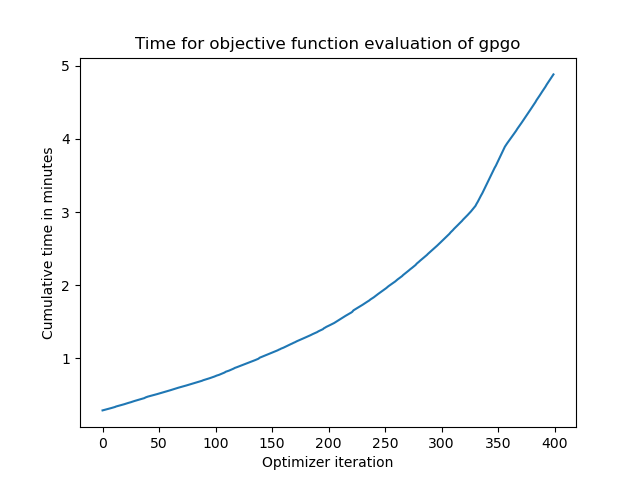 Time for objective function evaluation of gpgo
Cumulative time in minutes
5
4
3
2
1
0 50 100 150 200 250 300 350 400
Optimizer iteration